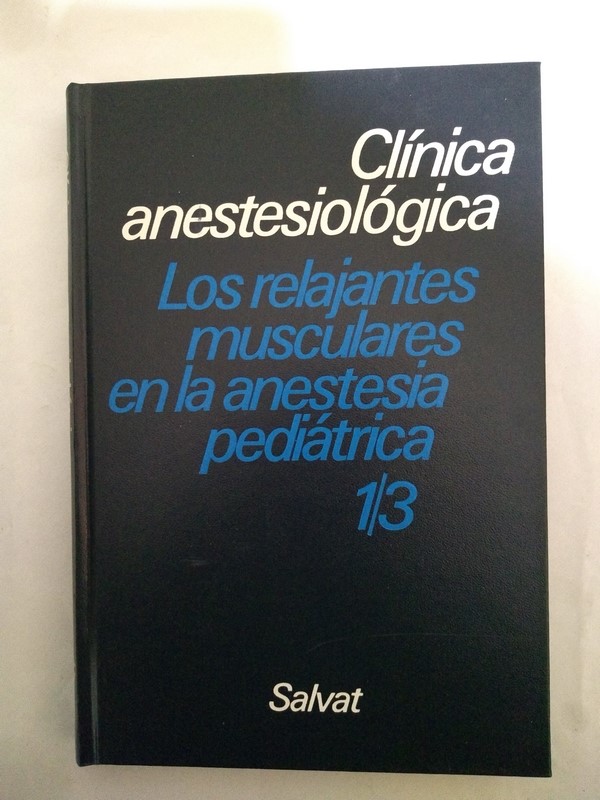 Clínica
anestesiológica
Los relajantes
musculares
en la anestesia
pediátrica
1/3
Salvat